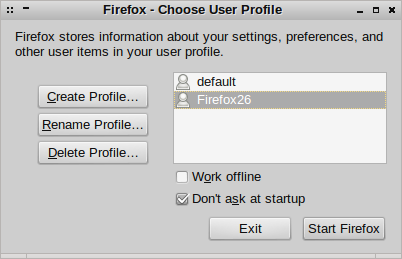 Firefox - Choose User Profile
Firefox stores information about your settings, preferences, and
other user items in your user profile.
Create Profile...
Rename Profile...
Delete Profile...
default
Firefox26
Work offline
Don't ask at startup
Exit
Start Firefox